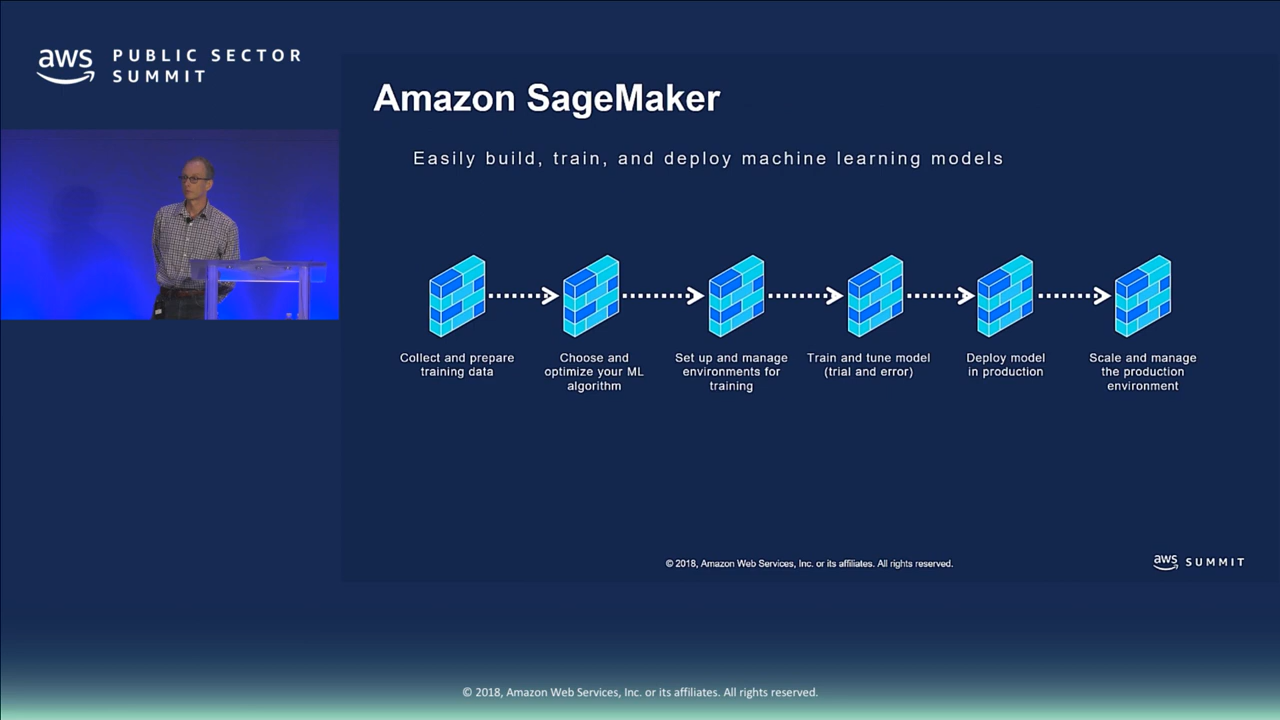 aws PUBLIC SECTOR
SUMMIT
Amazon SageMaker
Easily build, train, and deploy machine learning models
Collect and prepare
training data
Choose and
optimize your ML
algorithm
Set up and manage
environments for
training
Train and tune model
(trial and error)
Deploy model
in production
Scale and manage
the production
environment
© 2018, Amazon Web Services, Inc. or its affiliates. All rights reserved.
aws SUMMIT
© 2018, Amazon Web Services, Inc. or its affiliates. All rights reserved.